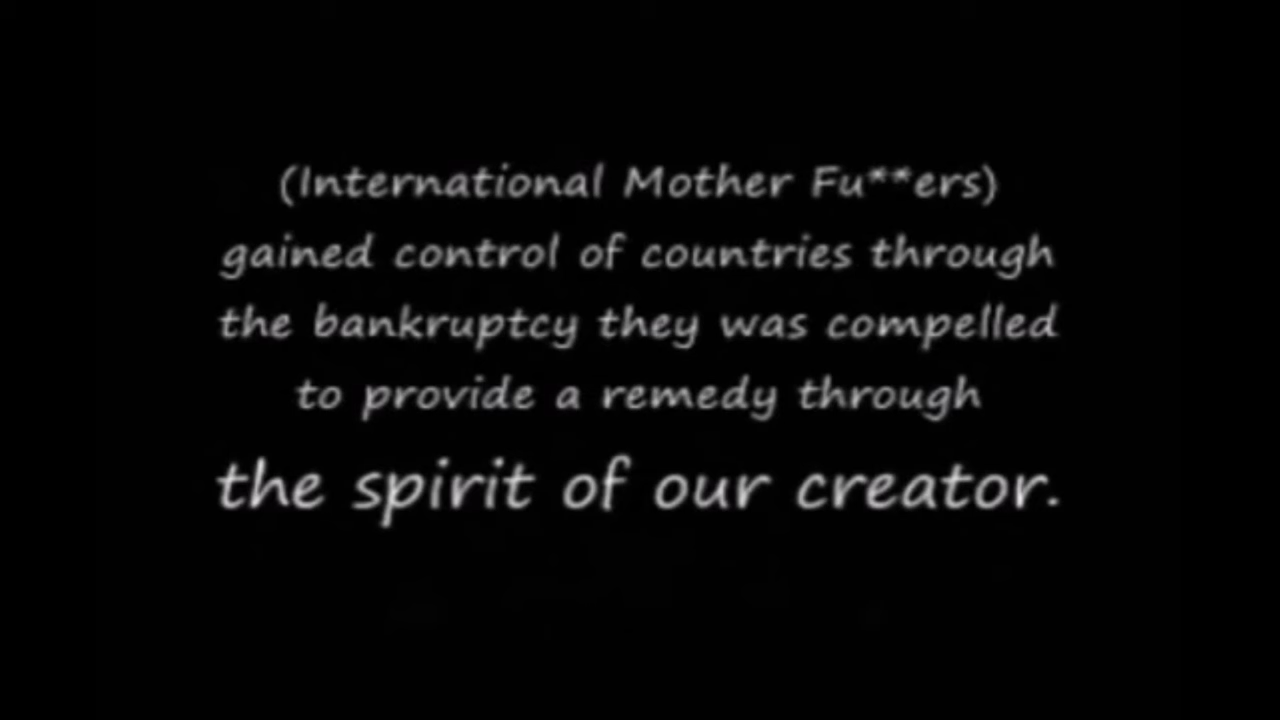 (International Mother Fu**ers)
gained control of countries through
the bankruptcy they was compelled
to provide a remedy through
the spirit of our creator.